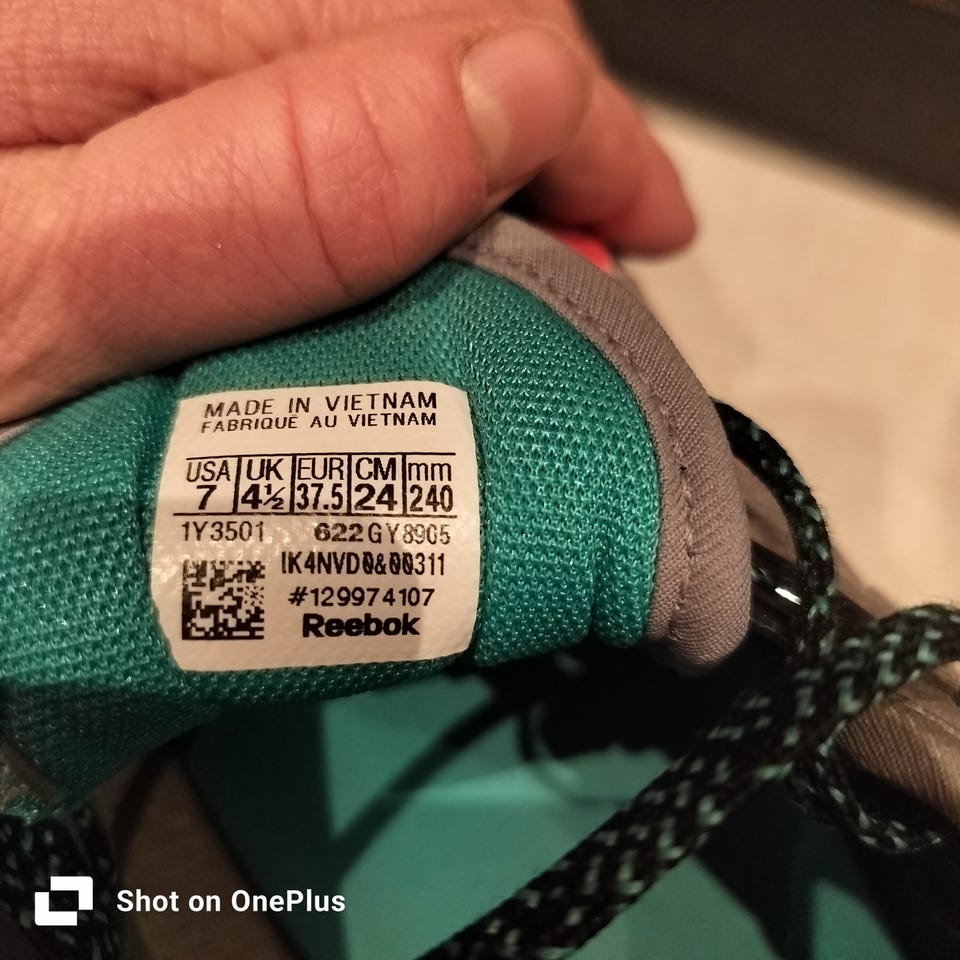 MADE IN VIETNAM
FABRIQUÉ AU VIETNAM
USA UK EUR CM mm
7 4½ 37.5 24 240
1Y3501 622 GY8905
IK4NVD0&00311
#129974107
Reebok
Shot on OnePlus